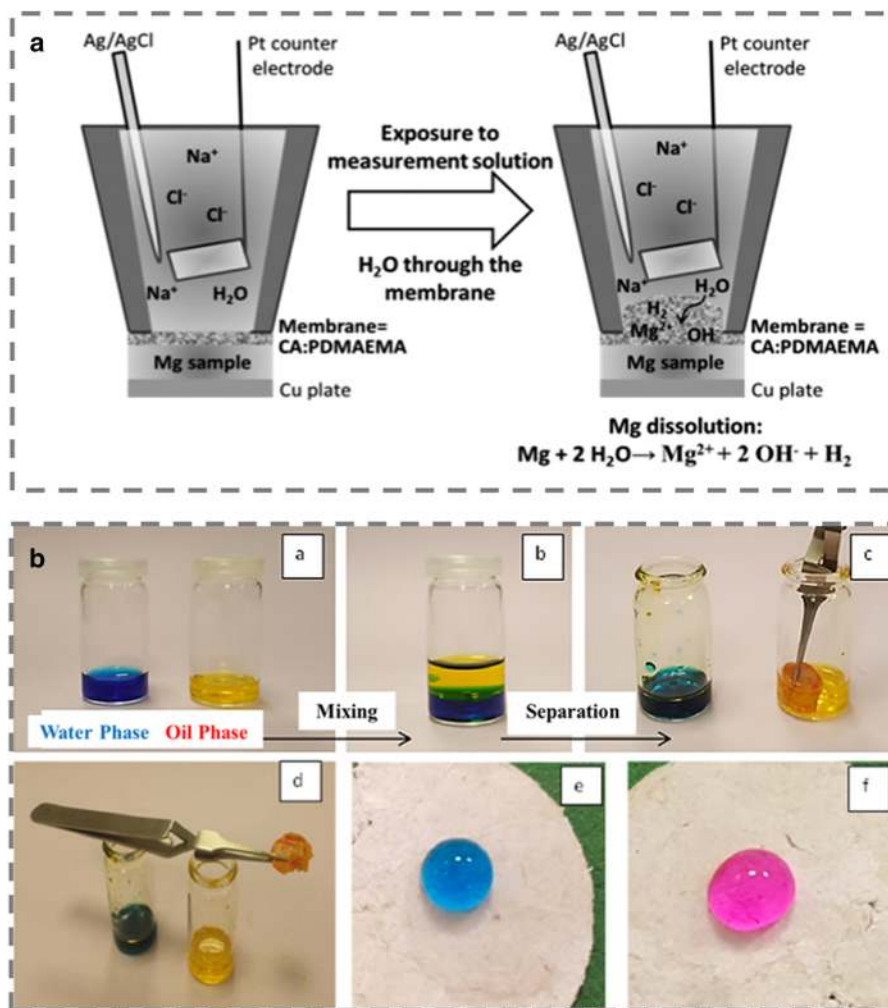 a
Ag/AgCl
Pt counter
electrode
Na⁺
Cl⁻
Cl⁻
Na⁺
H₂O
Membrane=
CA:PDMAEMA
Mg sample
Cu plate
Exposure to
measurement solution
H₂O through the
membrane
Ag/AgCl
Pt counter
electrode
Na⁺
Cl⁻
Cl⁻
Na⁺
H₂O
H₂
Mg²⁺
OH⁻
Membrane =
CA:PDMAEMA
Mg sample
Cu plate
Mg dissolution:
Mg + 2 H₂O→ Mg²⁺ + 2 OH⁻ + H₂
b
a
b
c
Water Phase Oil Phase
Mixing
Separation
d
e
f